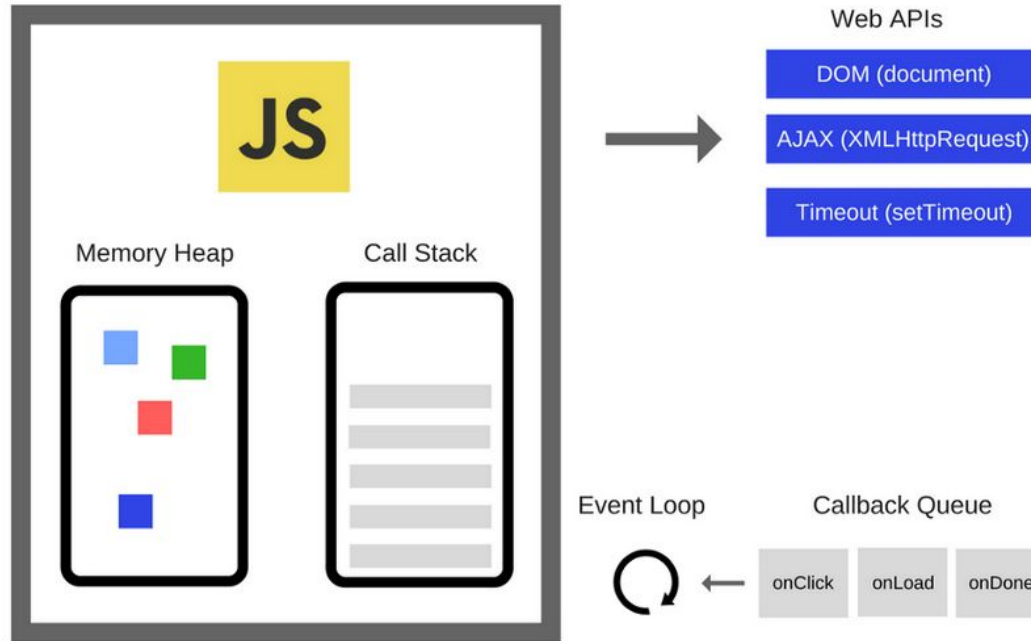 Web APIs
JS
DOM (document)
AJAX (XMLHttpRequest)
Timeout (setTimeout)
Memory Heap
Call Stack
Event Loop
Callback Queue
onClick
onLoad
onDone